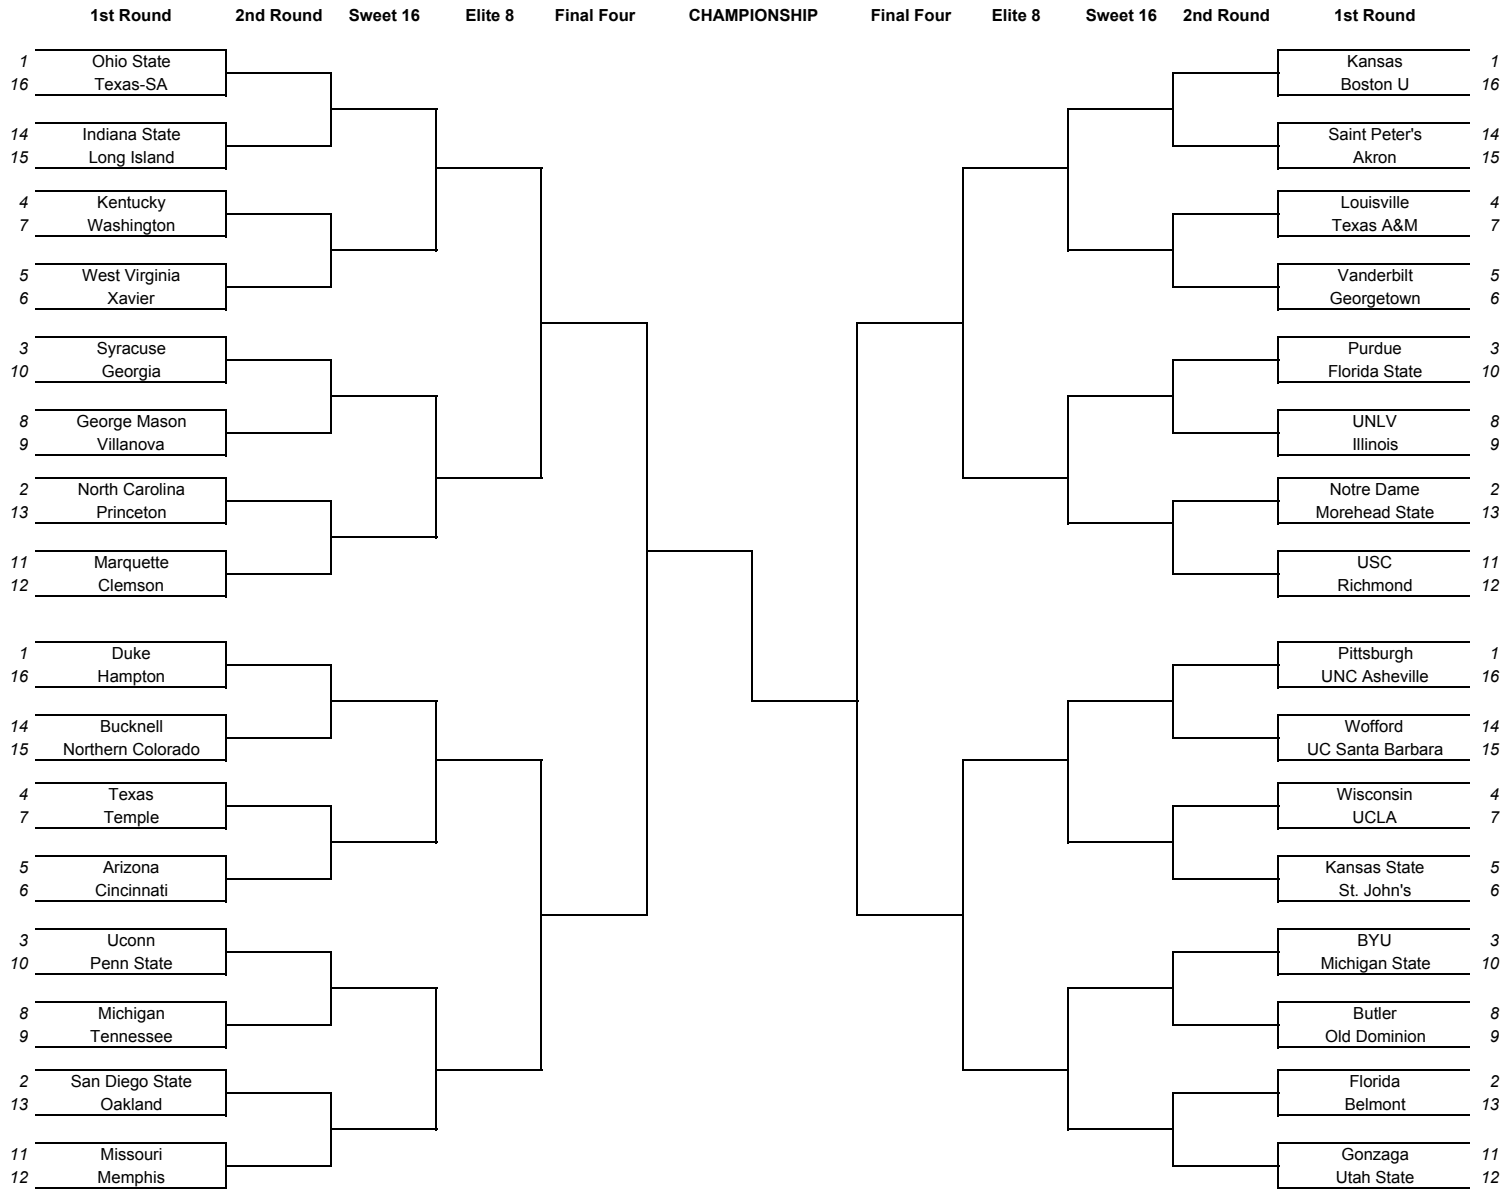 1st Round 2nd Round Sweet 16 Elite 8 Final Four CHAMPIONSHIP Final Four Elite 8 Sweet 16 2nd Round 1st Round
1 Ohio State Kansas 1
16 Texas-SA Boston U 16
14 Indiana State Saint Peter's 14
15 Long Island Akron 15
4 Kentucky Louisville 4
7 Washington Texas A&M 7
5 West Virginia Vanderbilt 5
6 Xavier Georgetown 6
3 Syracuse Purdue 3
10 Georgia Florida State 10
8 George Mason UNLV 8
9 Villanova Illinois 9
2 North Carolina Notre Dame 2
13 Princeton Morehead State 13
11 Marquette USC 11
12 Clemson Richmond 12
1 Duke Pittsburgh 1
16 Hampton UNC Asheville 16
14 Bucknell Wofford 14
15 Northern Colorado UC Santa Barbara 15
4 Texas Wisconsin 4
7 Temple UCLA 7
5 Arizona Kansas State 5
6 Cincinnati St. John's 6
3 Uconn BYU 3
10 Penn State Michigan State 10
8 Michigan Butler 8
9 Tennessee Old Dominion 9
2 San Diego State Florida 2
13 Oakland Belmont 13
11 Missouri Gonzaga 11
12 Memphis Utah State 12